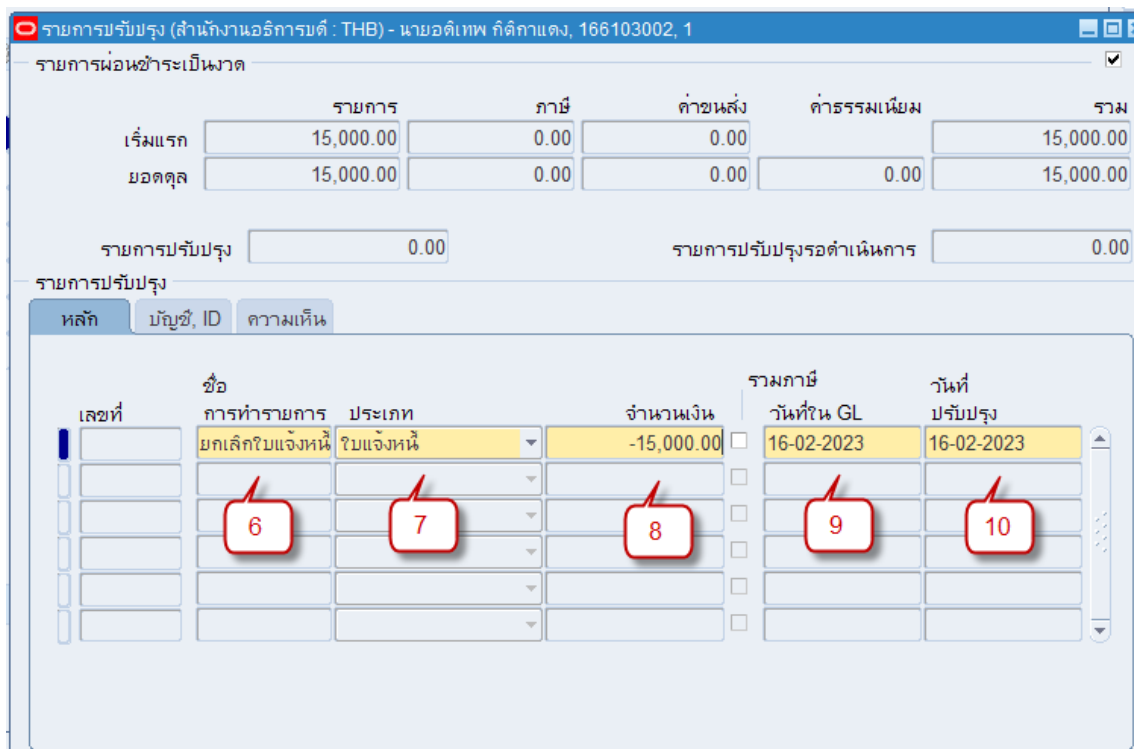 รายการปรับปรุง (สำนักงานอธิการบดี : THB) - นายอดิเทพ กิติกาแดง, 166103002, 1
รายการผ่อนชำระเป็นงวด
รายการ ภาษี ค่าขนส่ง ค่าธรรมเนียม รวม
เริ่มแรก 15,000.00 0.00 0.00 15,000.00
ยอดดุล 15,000.00 0.00 0.00 0.00 15,000.00
รายการปรับปรุง 0.00 รายการปรับปรุงรอดำเนินการ 0.00
รายการปรับปรุง
หลัก บัญชี, ID ความเห็น
ชื่อ รวมภาษี วันที่
เลขที่ การทำรายการ ประเภท จำนวนเงิน วันที่ใน GL ปรับปรุง
ยกเลิกใบแจ้งหนี้ ใบแจ้งหนี้ -15,000.00 16-02-2023 16-02-2023
6 7 8 9 10